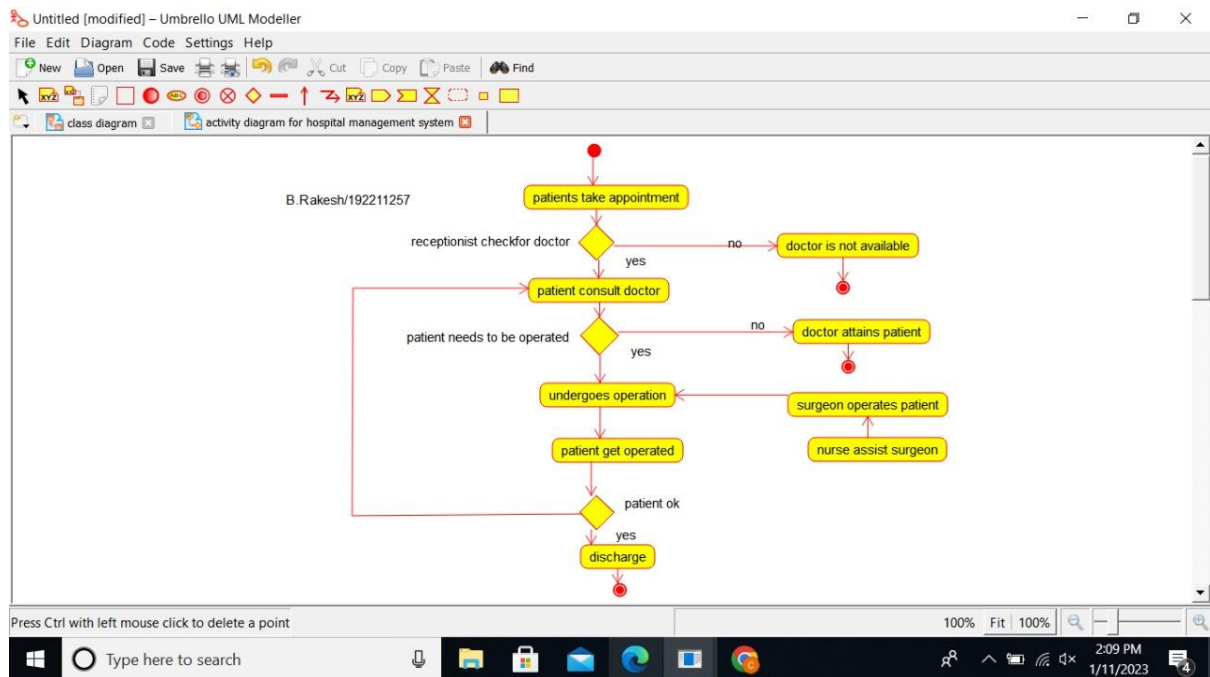 Untitled [modified] – Umbrello UML Modeller
File Edit Diagram Code Settings Help
New Open Save Cut Copy Paste Find
class diagram activity diagram for hospital management system
patients take appointment
B.Rakesh/192211257
receptionist checkfor doctor
no
doctor is not available
yes
patient consult doctor
patient needs to be operated
no
doctor attains patient
yes
undergoes operation
surgeon operates patient
patient get operated
nurse assist surgeon
patient ok
yes
discharge
Press Ctrl with left mouse click to delete a point
100% Fit 100%
Type here to search
2:09 PM
1/11/2023
4